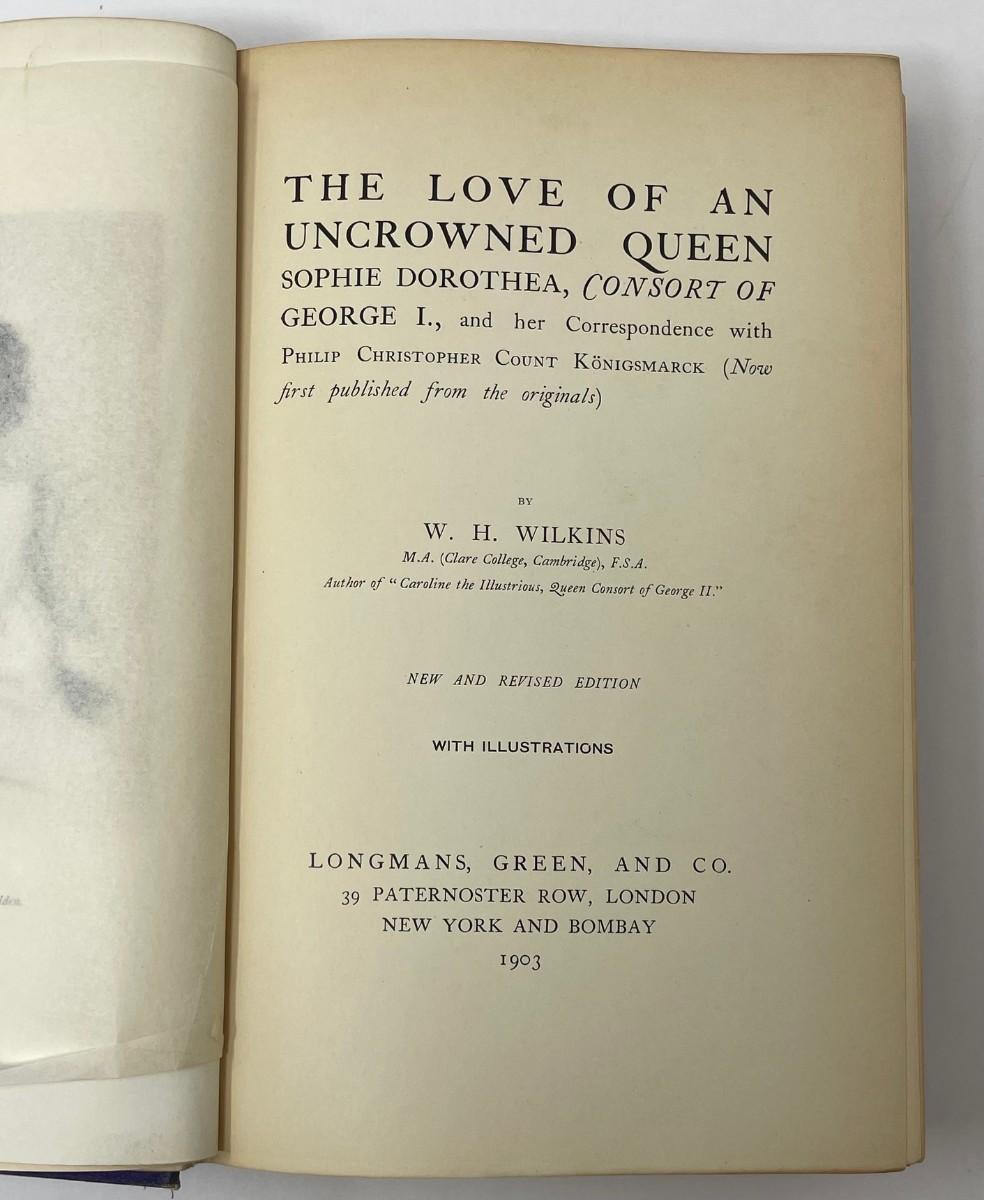 THE LOVE OF AN
UNCROWNED QUEEN
SOPHIE DOROTHEA, CONSORT OF
GEORGE I., and her Correspondence with
PHILIP CHRISTOPHER COUNT KÖNIGSMARCK (Now
first published from the originals)
BY
W. H. WILKINS
M.A. (Clare College, Cambridge), F.S.A.
Author of "Caroline the Illustrious, Queen Consort of George II."
NEW AND REVISED EDITION
WITH ILLUSTRATIONS
LONGMANS, GREEN, AND CO.
39 PATERNOSTER ROW, LONDON
NEW YORK AND BOMBAY
1903